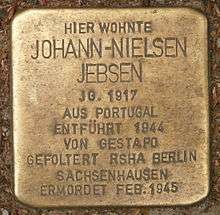 HIER WOHNTE
JOHANN-NIELSEN
JEBSEN
JG. 1917
AUS PORTUGAL
ENTFÜHRT 1944
VON GESTAPO
GEFOLTERT RSHA BERLIN
SACHSENHAUSEN
ERMORDET FEB. 1945